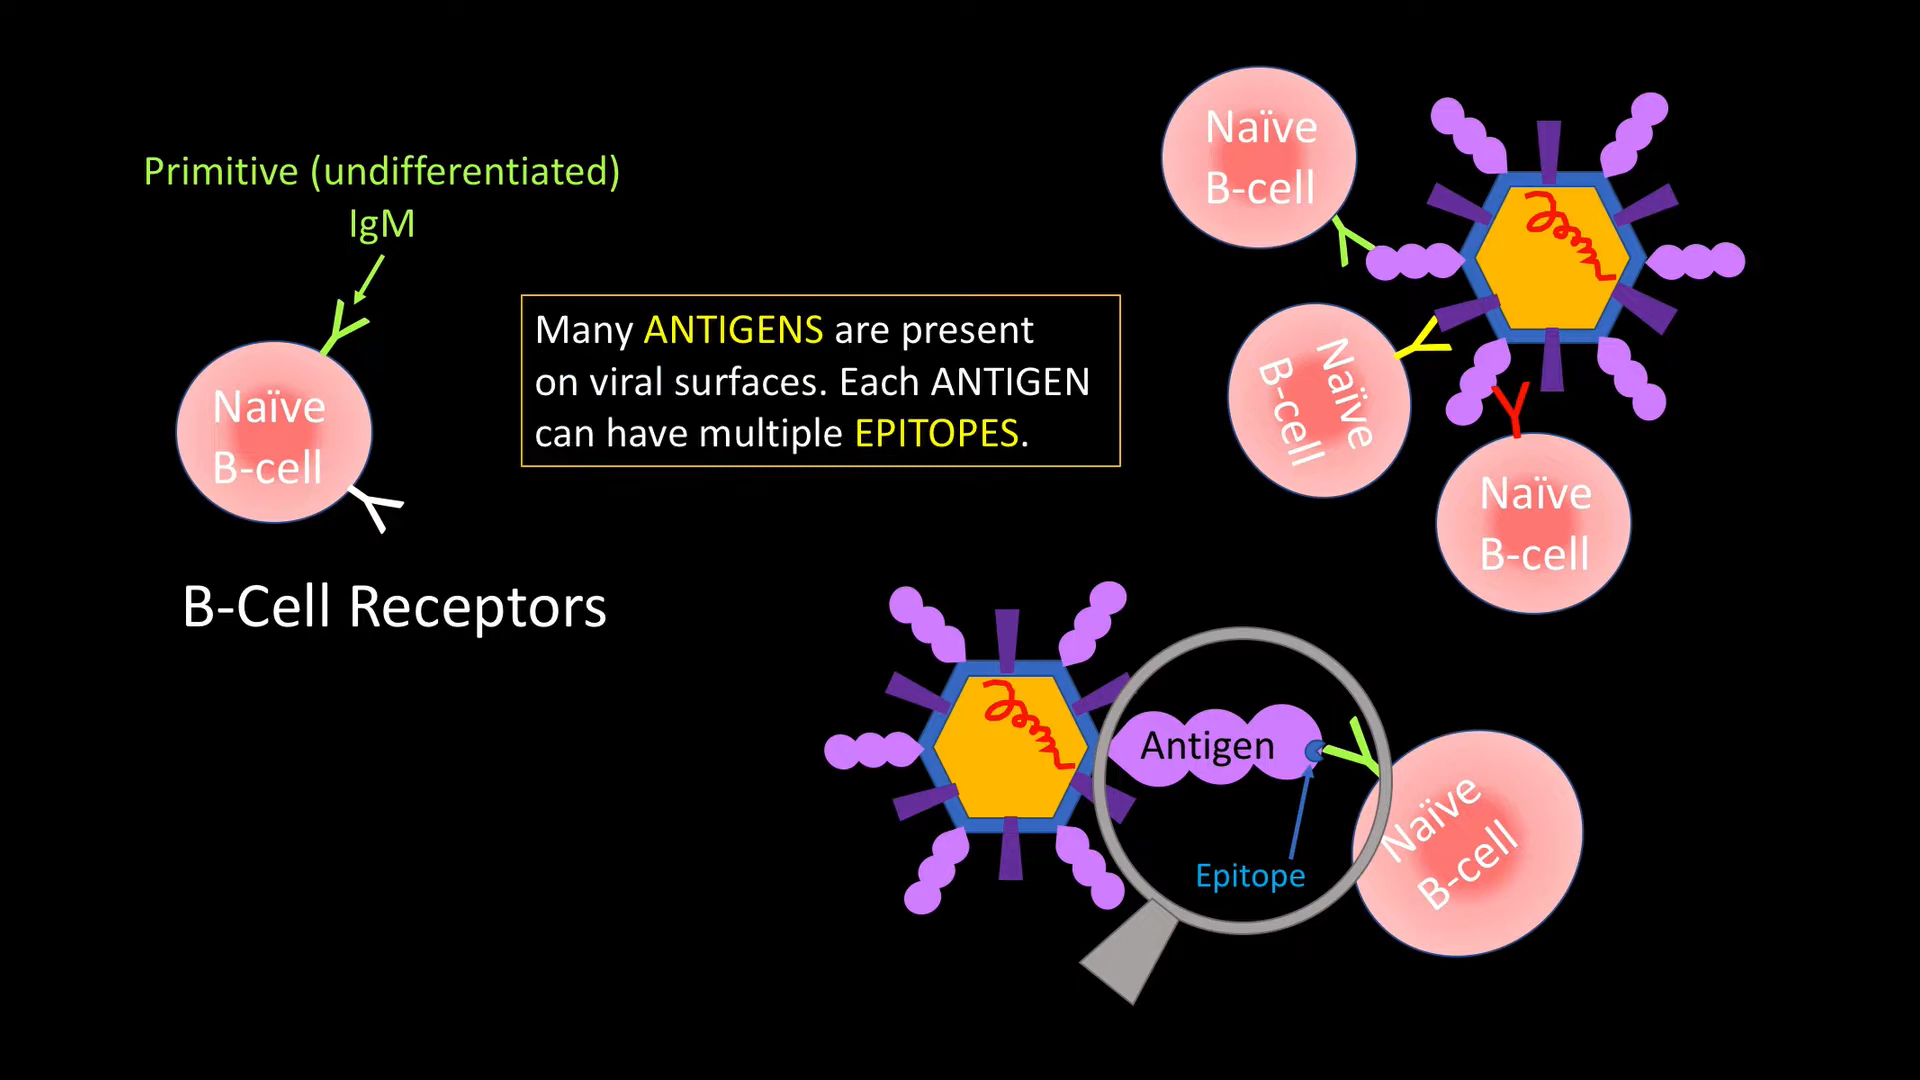 Primitive (undifferentiated)
IgM
Naïve
B-cell
B-Cell Receptors
Many ANTIGENS are present
on viral surfaces. Each ANTIGEN
can have multiple EPITOPES.
Naïve
B-cell
Naïve
B-cell
Naïve
B-cell
Antigen
Epitope
Naïve
B-cell